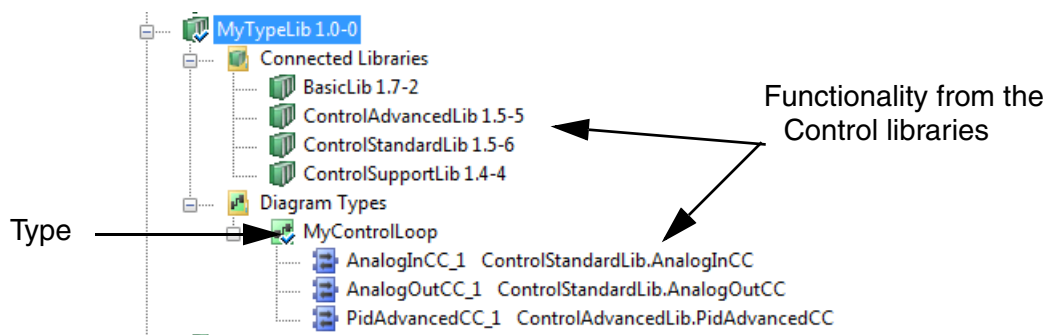 MyTypeLib 1.0-0
Connected Libraries
BasicLib 1.7-2
ControlAdvancedLib 1.5-5
ControlStandardLib 1.5-6
ControlSupportLib 1.4-4
Diagram Types
MyControlLoop
AnalogInCC_1 ControlStandardLib.AnalogInCC
AnalogOutCC_1 ControlStandardLib.AnalogOutCC
PidAdvancedCC_1 ControlAdvancedLib.PidAdvancedCC
Functionality from the
Control libraries
Type